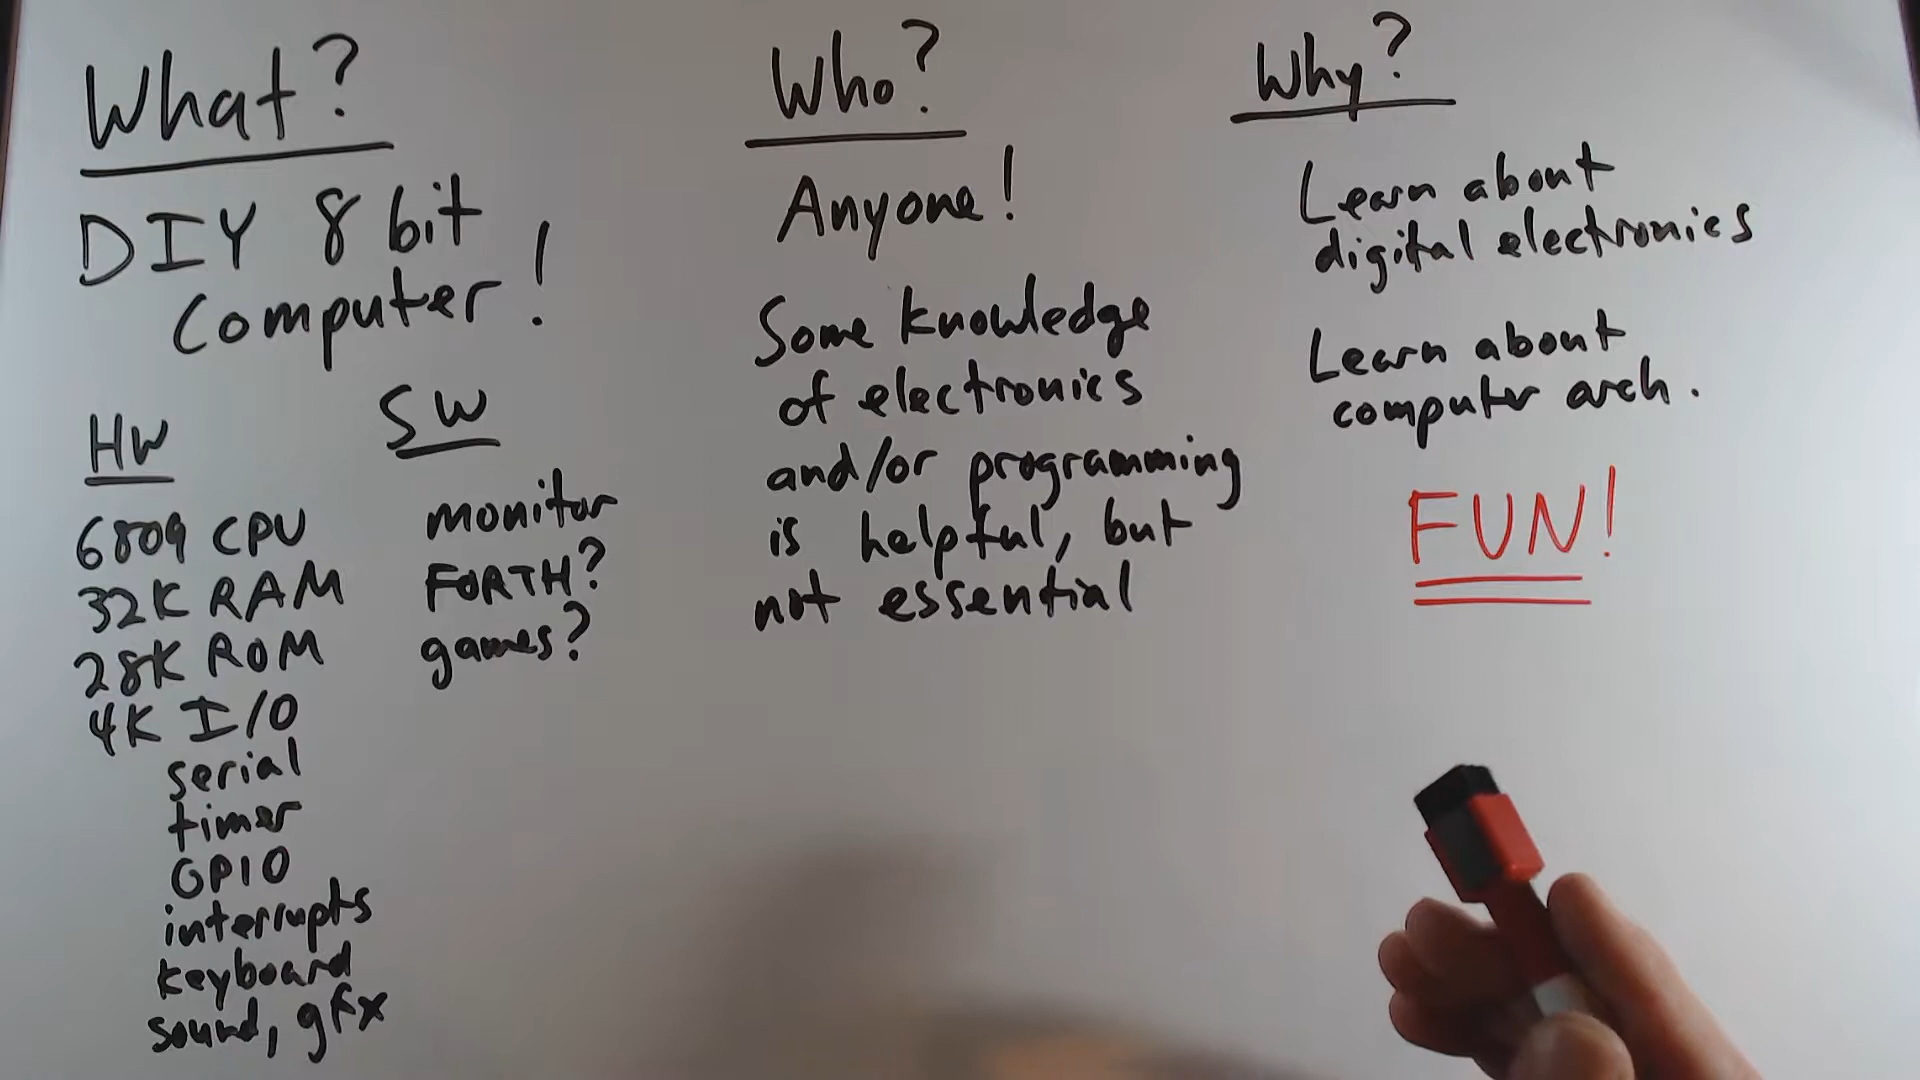 What?
DIY 8 bit
Computer!
HW
6809 CPU
32K RAM
28K ROM
4K I/O
serial
timer
GPIO
interrupts
keyboard
sound, gfx
SW
monitor
FORTH?
games?
Who?
Anyone!
Some knowledge
of electronics
and/or programming
is helpful, but
not essential
Why?
Learn about
digital electronics
Learn about
computer arch.
FUN!